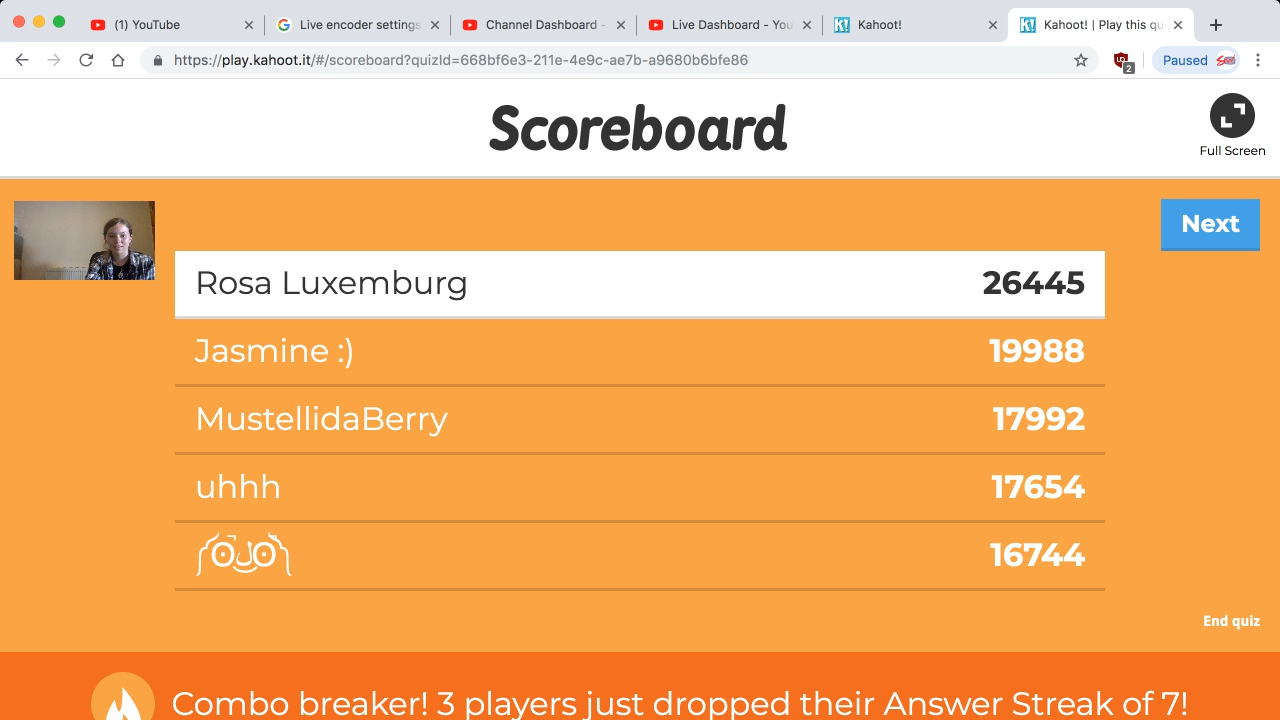 (1) YouTube
Live encoder settings
Channel Dashboard -
Live Dashboard - You
Kahoot!
Kahoot! | Play this qu
https://play.kahoot.it/#/scoreboard?quizId=668bf6e3-211e-4e9c-ae7b-a9680b6bfe86
2
Paused
Scoreboard
Full Screen
Next
Rosa Luxemburg 26445
Jasmine :) 19988
MustellidaBerry 17992
uhhh 17654
16744
End quiz
Combo breaker! 3 players just dropped their Answer Streak of 7!